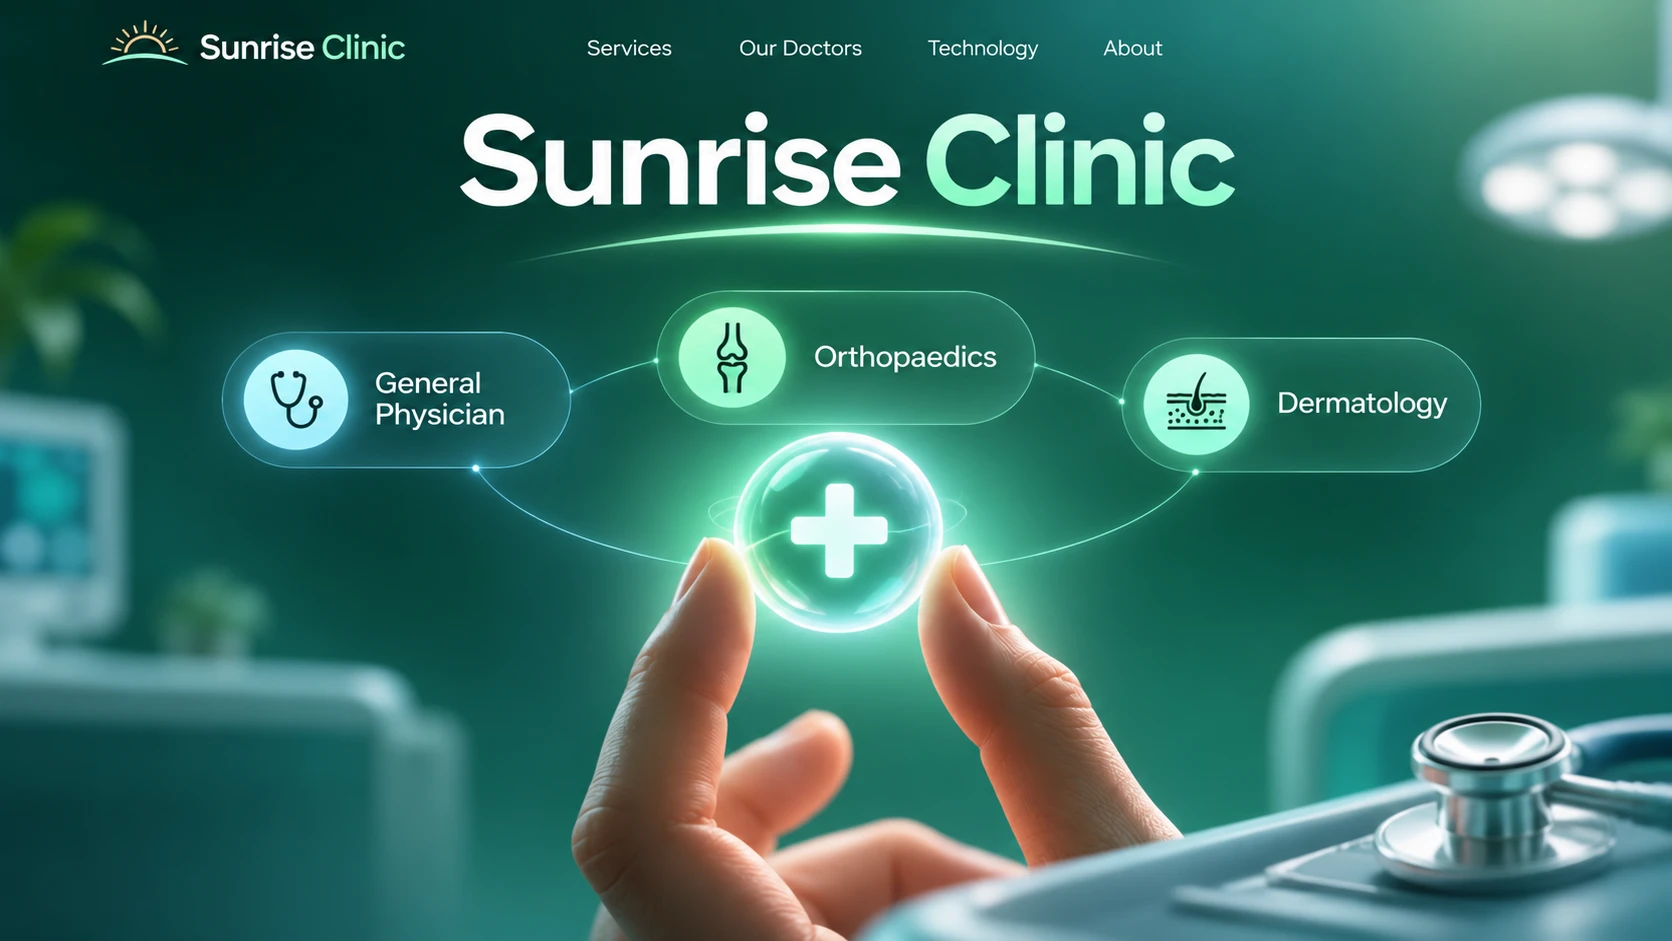 Sunrise Clinic
Services
Our Doctors
Technology
About
Sunrise Clinic
General
Physician
Orthopaedics
Dermatology